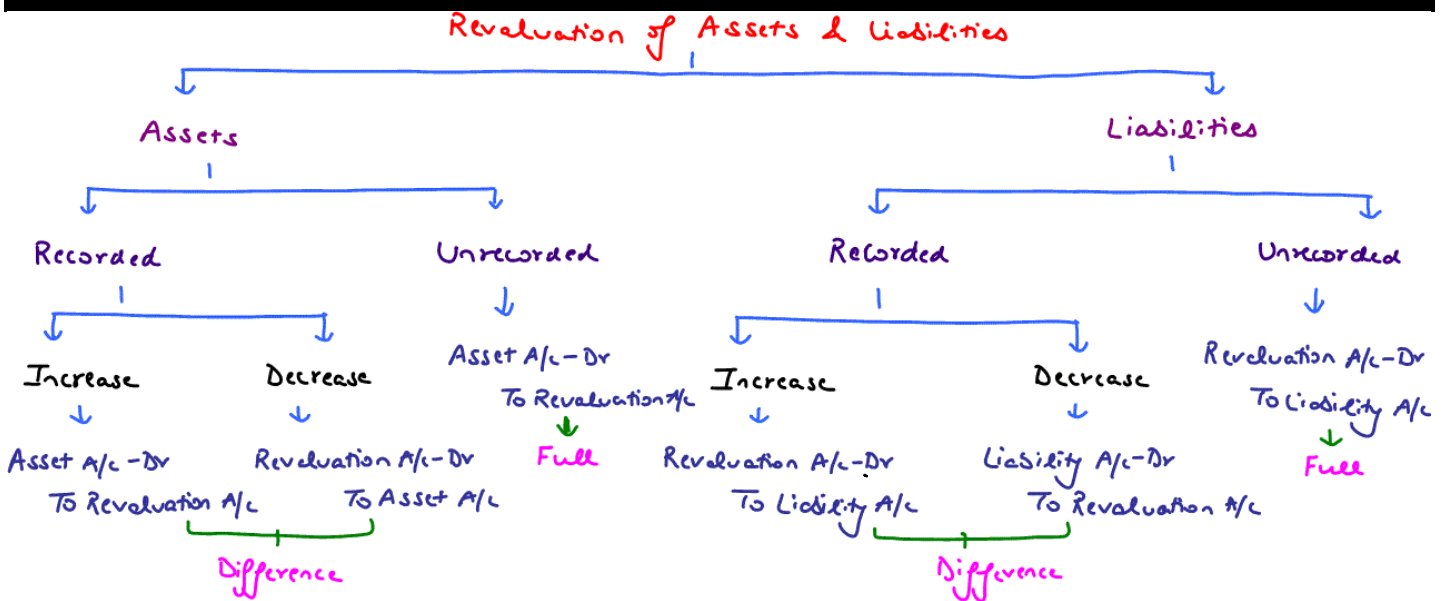 Revaluation of Assets & Liabilities
Assets
Liabilities
Recorded
Unrecorded
Recorded
Unrecorded
Increase
Decrease
Asset A/c-Dr
To Revaluation A/c
Full
Increase
Decrease
Revaluation A/c-Dr
To Liability A/c
Full
Asset A/c-Dr
To Revaluation A/c
Revaluation A/c-Dr
To Asset A/c
Difference
Revaluation A/c-Dr
To Liability A/c
Liability A/c-Dr
To Revaluation A/c
Difference